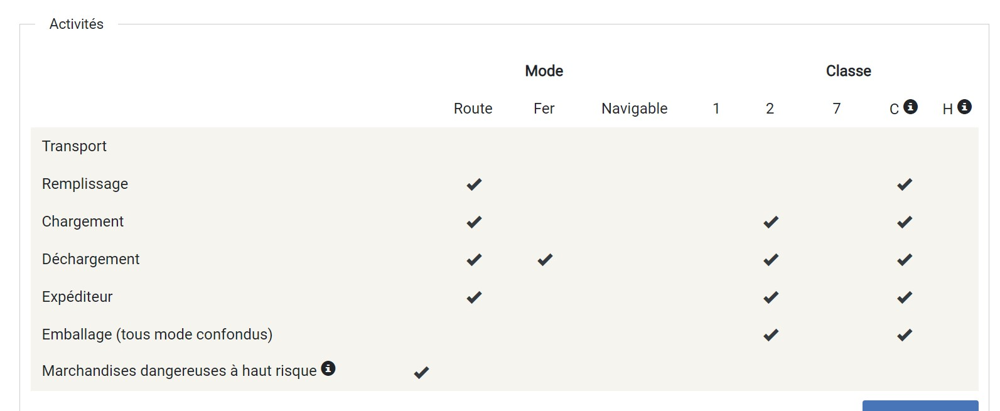 Activités
Mode Classe
Route Fer Navigable 1 2 7 C H
Transport
Remplissage
Chargement
Déchargement
Expéditeur
Emballage (tous mode confondus)
Marchandises dangereuses à haut risque